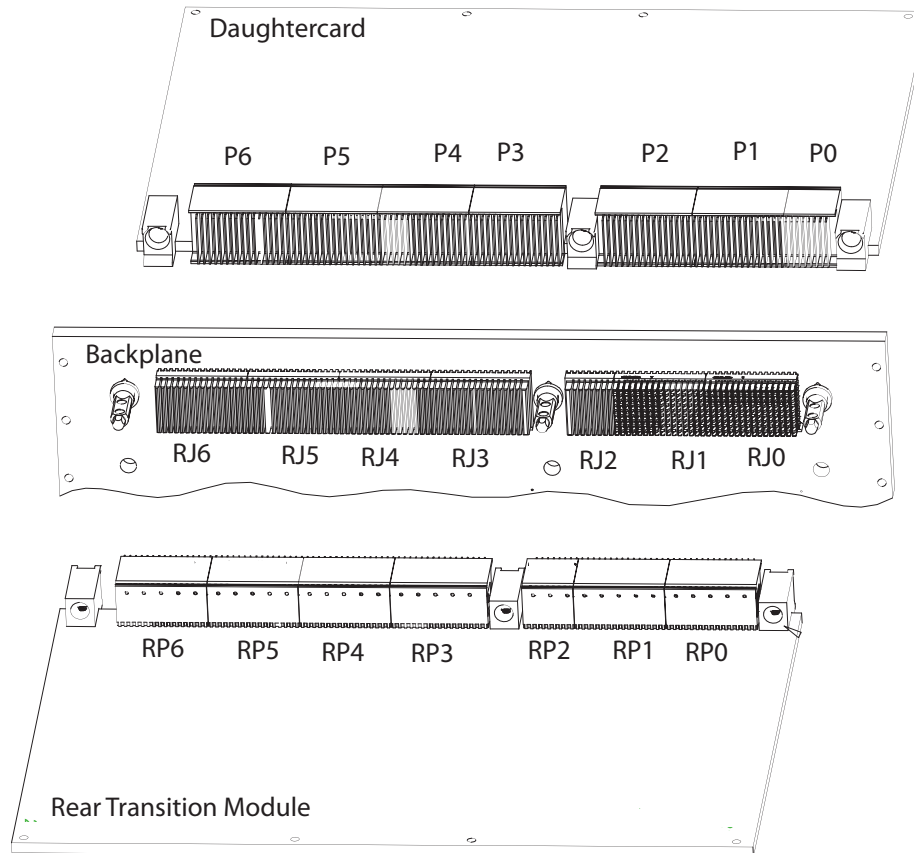 Daughtercard
P6 P5 P4 P3 P2 P1 P0
Backplane
RJ6 RJ5 RJ4 RJ3 RJ2 RJ1 RJ0
RP6 RP5 RP4 RP3 RP2 RP1 RP0
Rear Transition Module